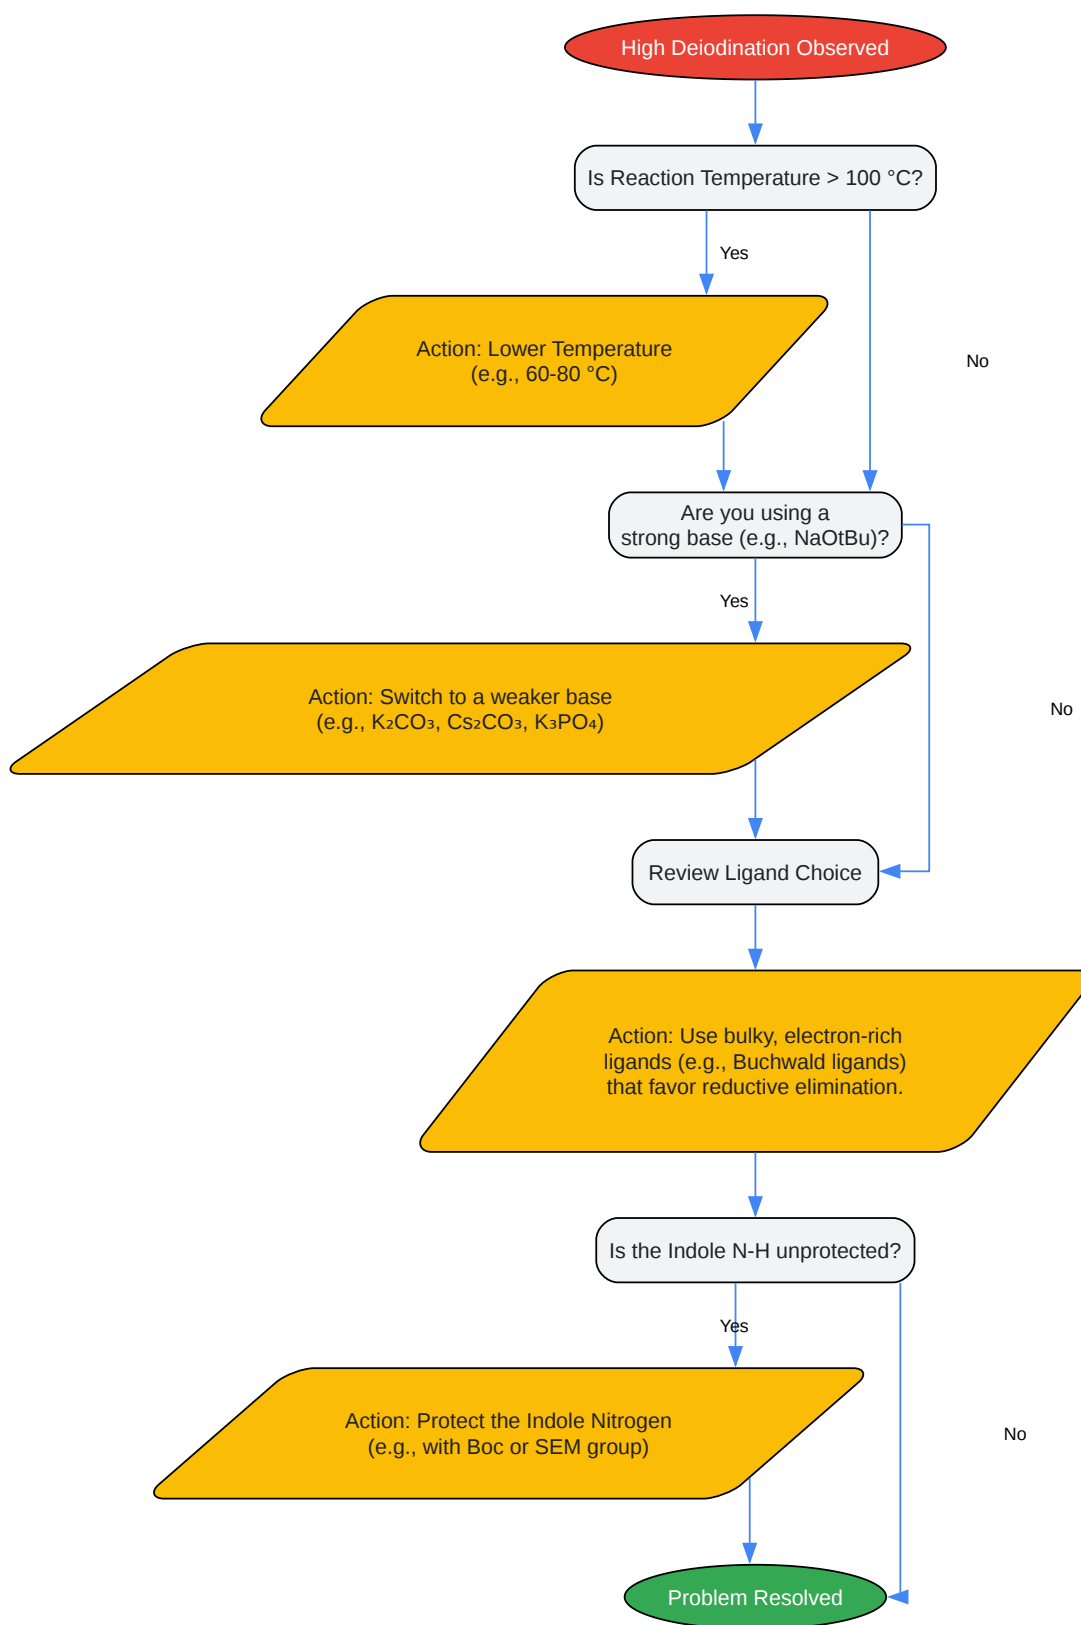 High Deiodination Observed
Is Reaction Temperature > 100 °C?
Yes
Action: Lower Temperature
(e.g., 60-80 °C)
No
Are you using a
strong base (e.g., NaOtBu)?
Yes
Action: Switch to a weaker base
(e.g., K₂CO₃, Cs₂CO₃, K₃PO₄)
No
Review Ligand Choice
Action: Use bulky, electron-rich
ligands (e.g., Buchwald ligands)
that favor reductive elimination.
Is the Indole N-H unprotected?
Yes
Action: Protect the Indole Nitrogen
(e.g., with Boc or SEM group)
No
Problem Resolved